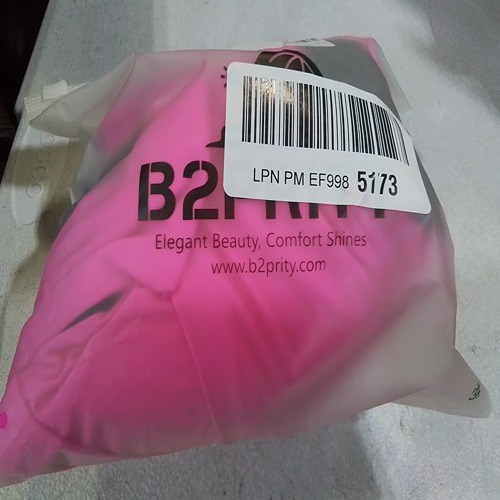 LPN PM EF998 5173
B2PRITY
Elegant Beauty, Comfort Shines
www.b2prity.com